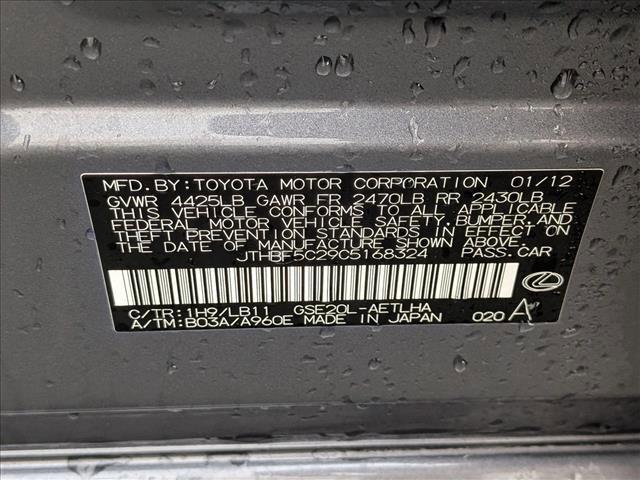 MFD.BY:TOYOTA MOTOR CORPORATION 01/12
GVWR 4425LB GAWR FR 2470LB RR 2430LB
THIS VEHICLE CONFORMS TO ALL APPLICABLE
FEDERAL MOTOR VEHICLE SAFETY,BUMPER,AND
THEFT PREVENTION STANDARDS IN EFFECT ON
THE DATE OF MANUFACTURE SHOWN ABOVE.
JTHBF5C29C5168324 PASS.CAR
C/TR:1H9/LB11 GSE20L-AETLHA
A/TM:B03A/A960E MADE IN JAPAN 020 A